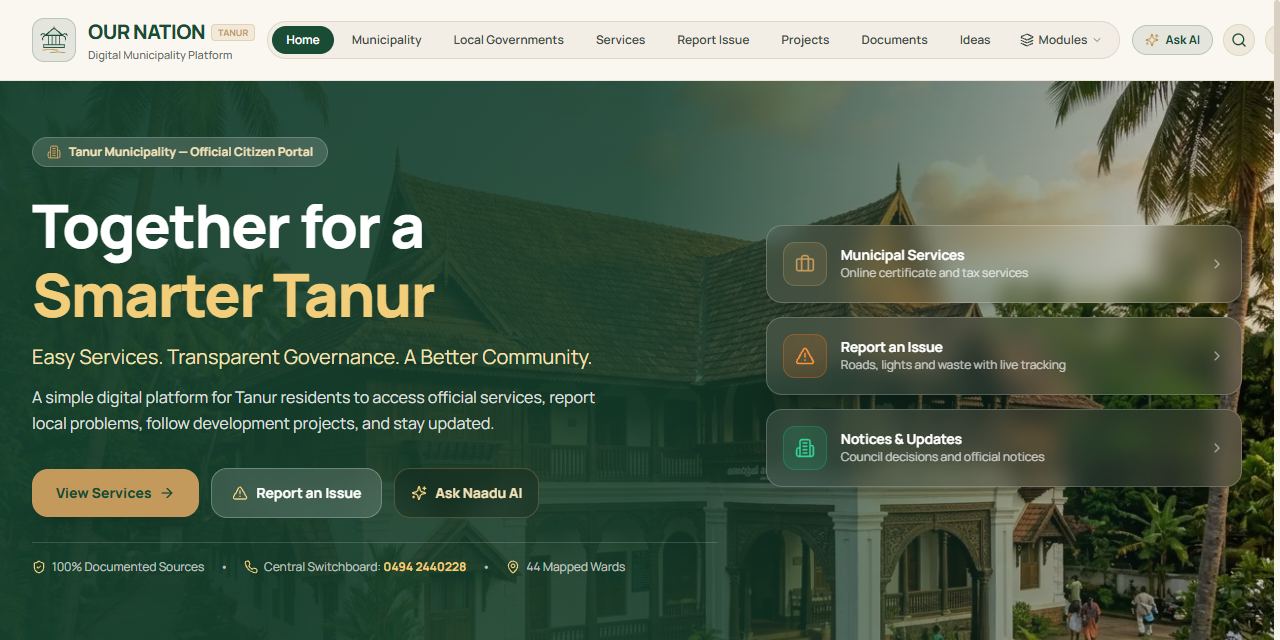 OUR NATION TANUR
Digital Municipality Platform
Home Municipality Local Governments Services Report Issue Projects Documents Ideas Modules Ask AI
Tanur Municipality — Official Citizen Portal
Together for a
Smarter Tanur
Easy Services. Transparent Governance. A Better Community.
A simple digital platform for Tanur residents to access official services, report
local problems, follow development projects, and stay updated.
View Services → Report an Issue Ask Naadu AI
100% Documented Sources • Central Switchboard: 0494 2440228 • 44 Mapped Wards
Municipal Services
Online certificate and tax services
Report an Issue
Roads, lights and waste with live tracking
Notices & Updates
Council decisions and official notices